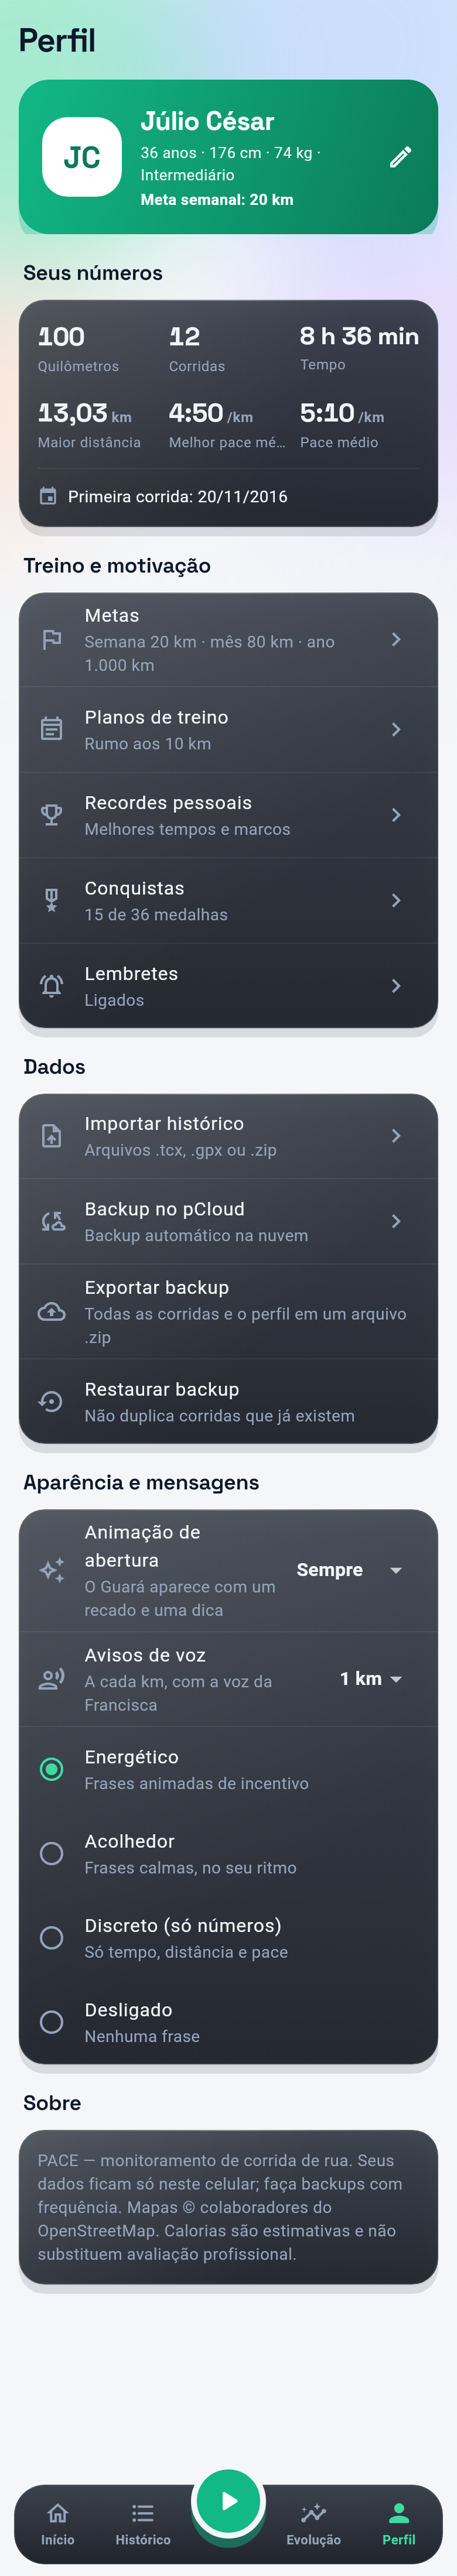 Perfil
JC
Júlio César
36 anos · 176 cm · 74 kg ·
Intermediário
Meta semanal: 20 km
Seus números
100
Quilômetros
12
Corridas
8 h 36 min
Tempo
13,03 km
Maior distância
4:50 /km
Melhor pace mé…
5:10 /km
Pace médio
Primeira corrida: 20/11/2016
Treino e motivação
Metas
Semana 20 km · mês 80 km · ano
1.000 km
Planos de treino
Rumo aos 10 km
Recordes pessoais
Melhores tempos e marcos
Conquistas
15 de 36 medalhas
Lembretes
Ligados
Dados
Importar histórico
Arquivos .tcx, .gpx ou .zip
Backup no pCloud
Backup automático na nuvem
Exportar backup
Todas as corridas e o perfil em um arquivo
.zip
Restaurar backup
Não duplica corridas que já existem
Aparência e mensagens
Animação de
abertura
O Guará aparece com um
recado e uma dica
Sempre
Avisos de voz
A cada km, com a voz da
Francisca
1 km
Energético
Frases animadas de incentivo
Acolhedor
Frases calmas, no seu ritmo
Discreto (só números)
Só tempo, distância e pace
Desligado
Nenhuma frase
Sobre
PACE — monitoramento de corrida de rua. Seus
dados ficam só neste celular; faça backups com
frequência. Mapas © colaboradores do
OpenStreetMap. Calorias são estimativas e não
substituem avaliação profissional.
Início
Histórico
Evolução
Perfil